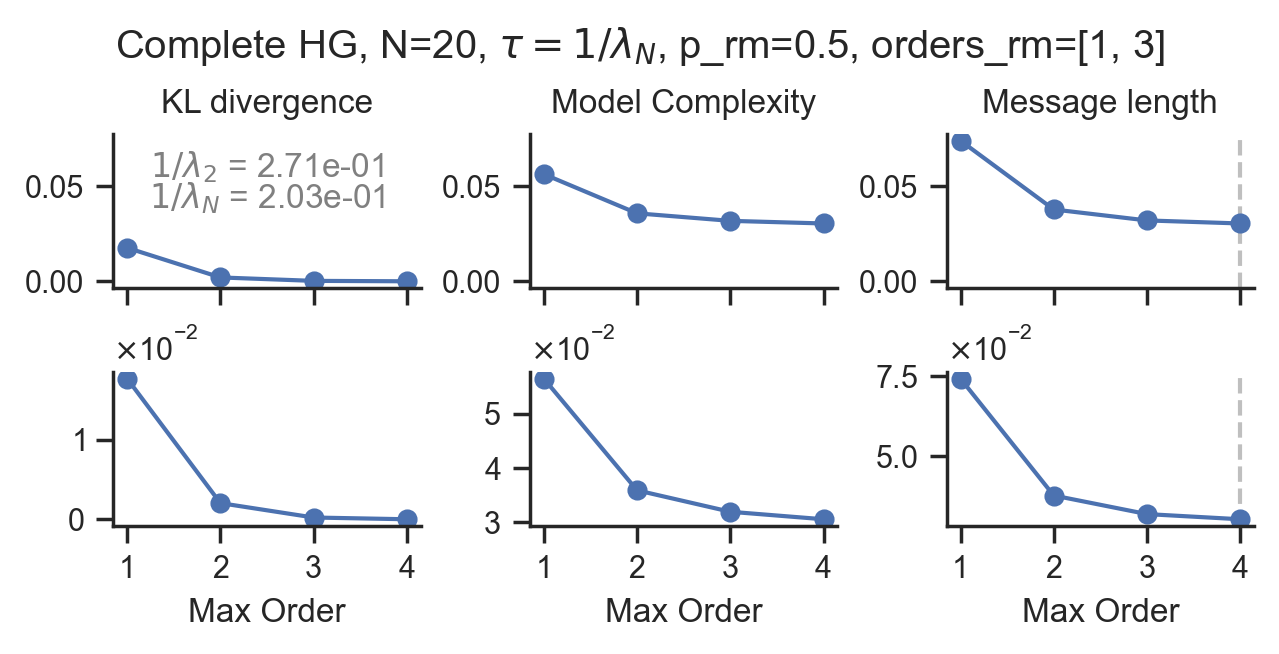 Complete HG, N=20, τ = 1/λ_N, p_rm=0.5, orders_rm=[1, 3]
KL divergence
Model Complexity
Message length
1/λ_2 = 2.71e-01
1/λ_N = 2.03e-01
0.05
0.00
0.05
0.00
0.05
0.00
×10^−2
1
0
×10^−2
5
4
3
×10^−2
7.5
5.0
1 2 3 4
1 2 3 4
1 2 3 4
Max Order
Max Order
Max Order